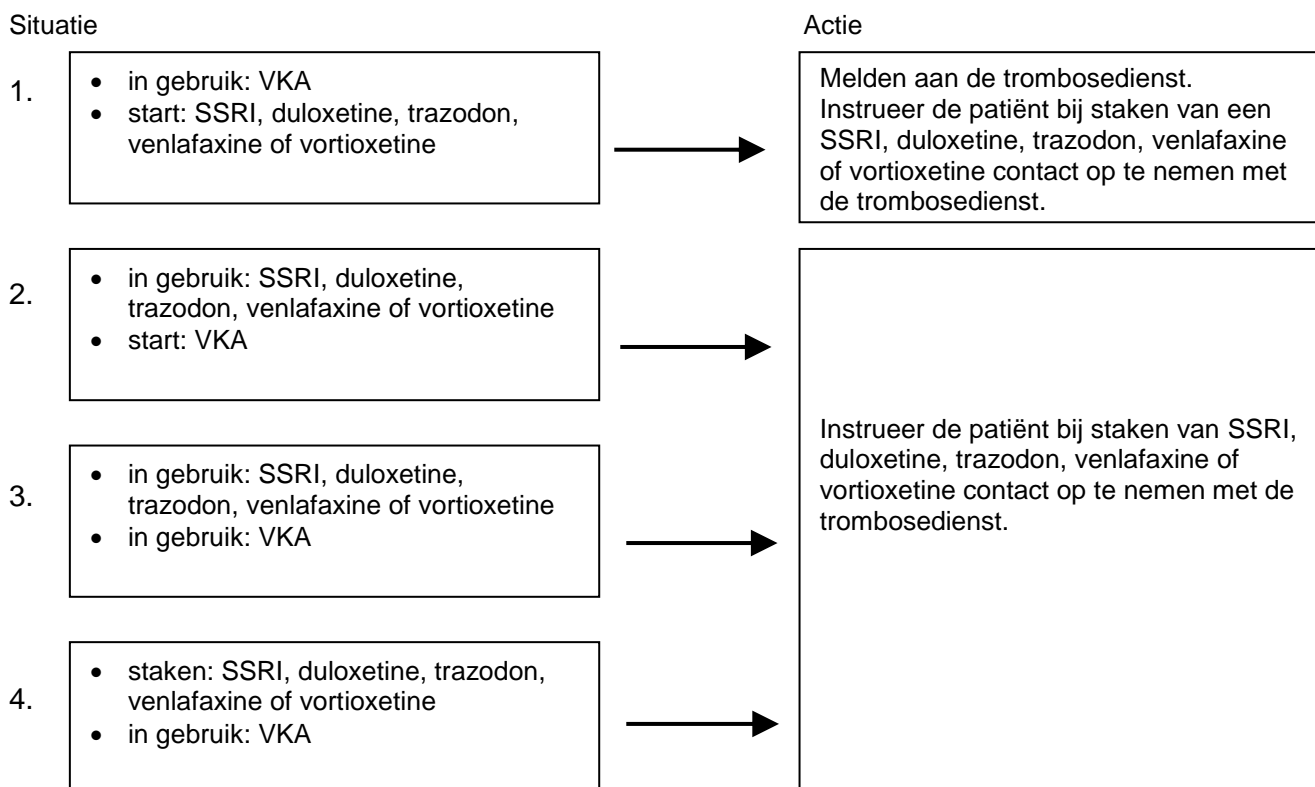 Situatie
Actie
1.
• in gebruik: VKA
• start: SSRI, duloxetine, trazodon,
venlafaxine of vortioxetine
Melden aan de trombosedienst.
Instrueer de patiënt bij staken van een
SSRI, duloxetine, trazodon, venlafaxine
of vortioxetine contact op te nemen met
de trombosedienst.
2.
• in gebruik: SSRI, duloxetine,
trazodon, venlafaxine of vortioxetine
• start: VKA
3.
• in gebruik: SSRI, duloxetine,
trazodon, venlafaxine of vortioxetine
• in gebruik: VKA
4.
• staken: SSRI, duloxetine, trazodon,
venlafaxine of vortioxetine
• in gebruik: VKA
Instrueer de patiënt bij staken van SSRI,
duloxetine, trazodon, venlafaxine of
vortioxetine contact op te nemen met de
trombosedienst.